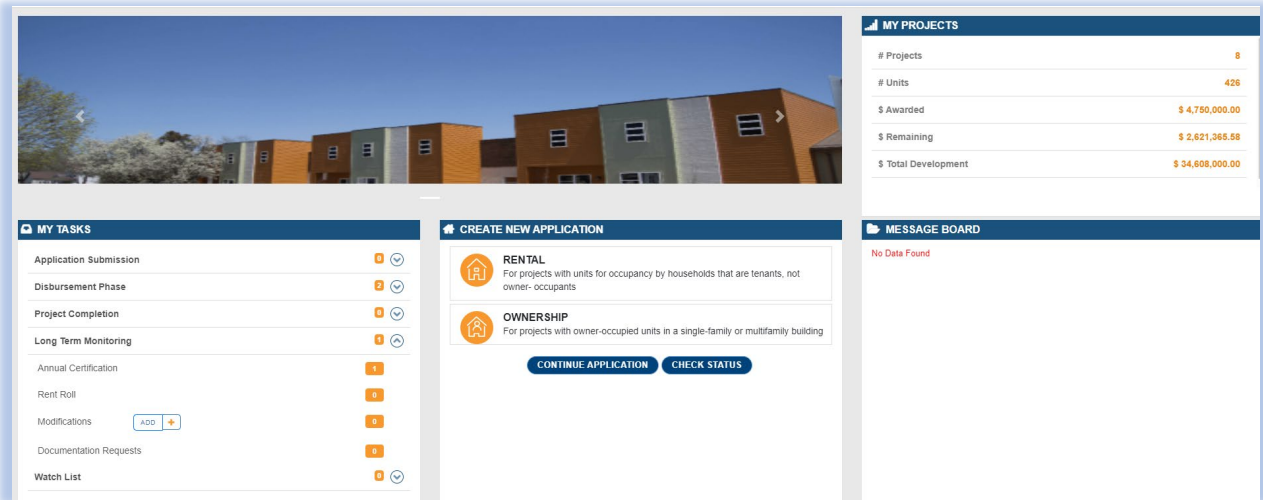 MY PROJECTS
# Projects 8
# Units 426
$ Awarded $ 4,750,000.00
$ Remaining $ 2,621,365.58
$ Total Development $ 34,608,000.00
MY TASKS
Application Submission
Disbursement Phase 2
Project Completion
Long Term Monitoring 1
Annual Certification 1
Rent Roll 0
Modifications ADD + 0
Documentation Requests 0
Watch List
CREATE NEW APPLICATION
RENTAL
For projects with units for occupancy by households that are tenants, not
owner- occupants
OWNERSHIP
For projects with owner-occupied units in a single-family or multifamily building
CONTINUE APPLICATION CHECK STATUS
MESSAGE BOARD
No Data Found